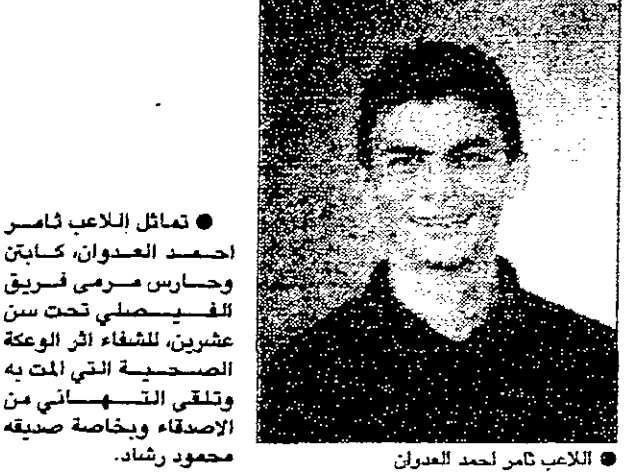 ● تماثل اللاعب ثامر
احمد العدوان، كابتن
وحارس مرمى فريق
الفيصلي تحت سن
عشرين، للشفاء اثر الوعكة
الصحية التي المت به
وتلقى التهاني من
الاصدقاء وبخاصة صديقه
محمود رشاد.
● اللاعب ثامر احمد العدوان